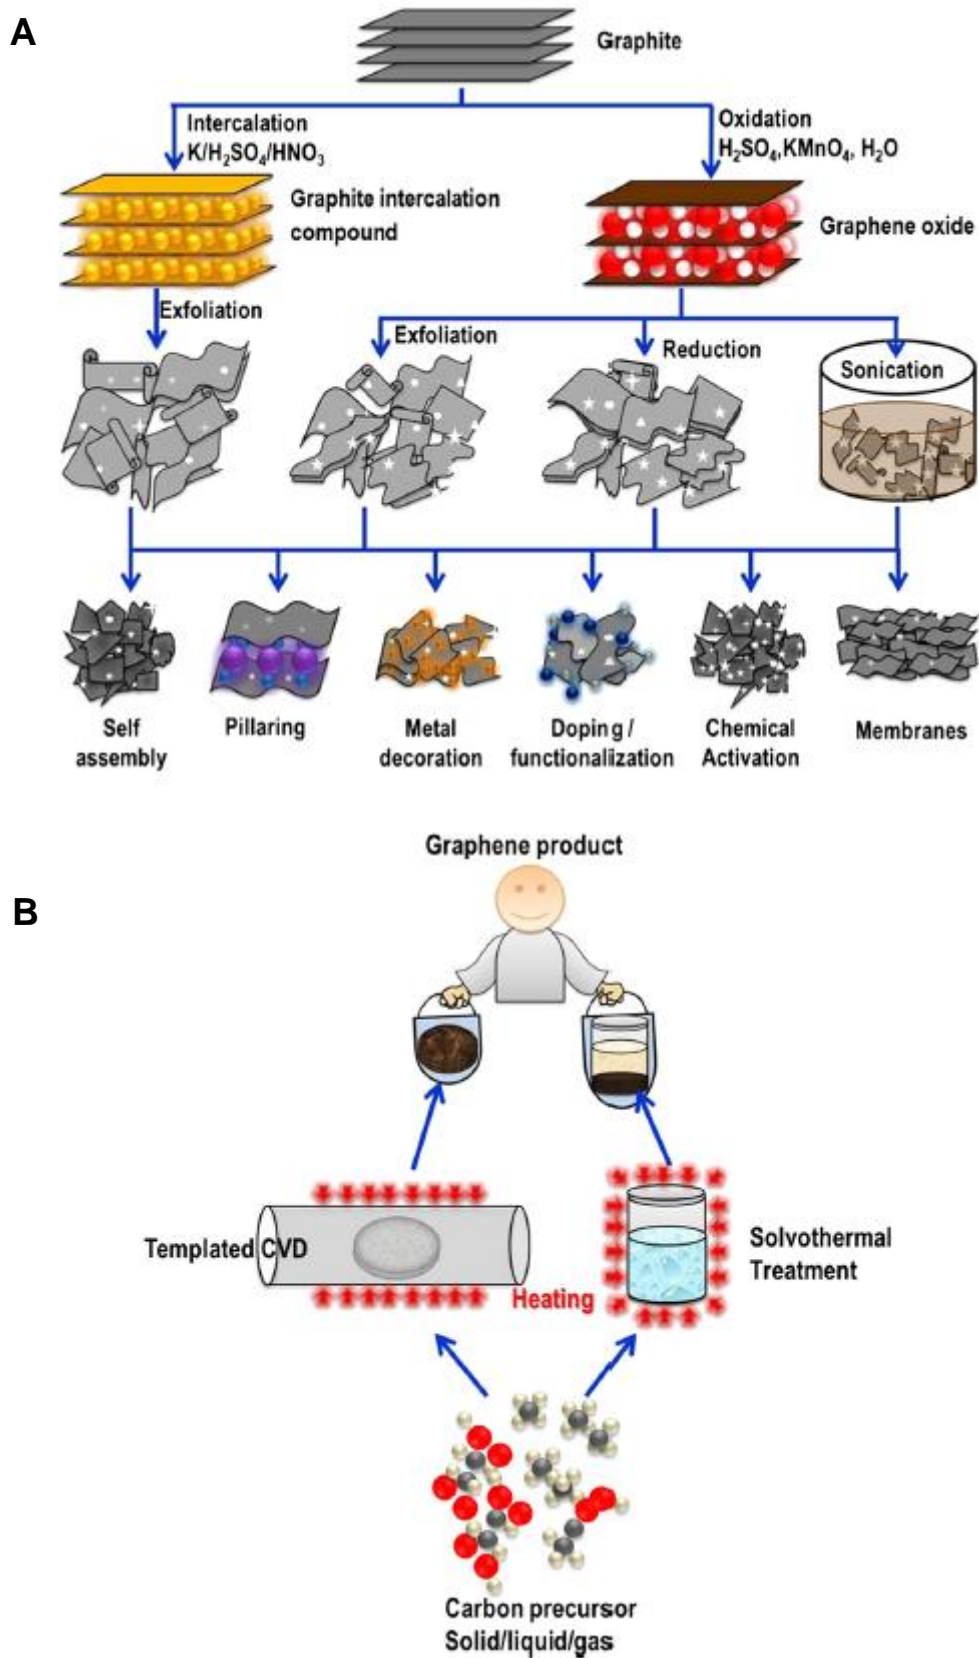 A
Graphite
Intercalation
K/H₂SO₄/HNO₃
Oxidation
H₂SO₄,KMnO₄, H₂O
Graphite intercalation
compound
Graphene oxide
Exfoliation
Exfoliation
Reduction
Sonication
Self
assembly
Pillaring
Metal
decoration
Doping/
functionalization
Chemical
Activation
Membranes
B
Graphene product
Templated CVD
Heating
Solvothermal
Treatment
Carbon precursor
Solid/liquid/gas